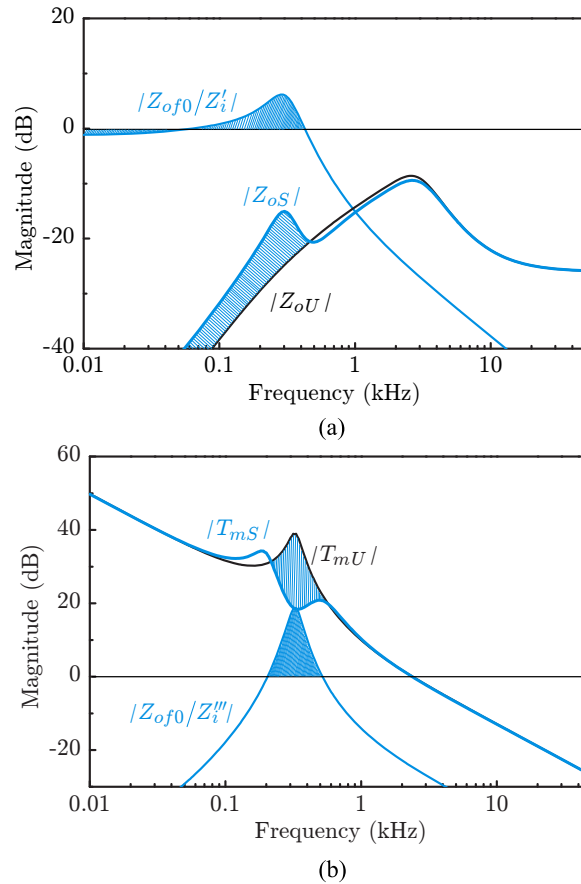 20
|Z_{of0}/Z_i'|
0
Magnitude (dB)
|Z_{oS}|
-20
|Z_{oU}|
-40
0.01 0.1 1 10
Frequency (kHz)
(a)
60
40
|T_{mS}|
|T_{mU}|
20
Magnitude (dB)
0
|Z_{of0}/Z_i'''|
-20
0.01 0.1 1 10
Frequency (kHz)
(b)